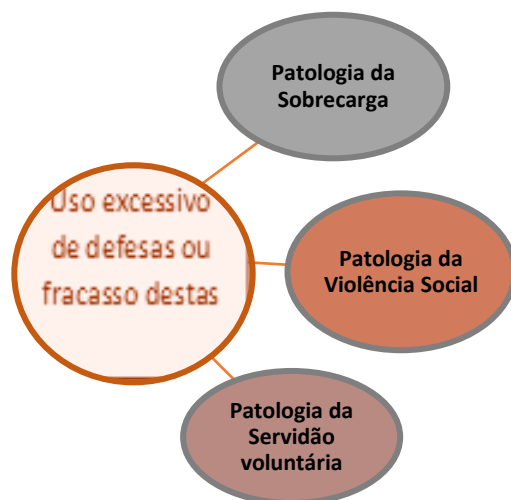 Patologia da
Sobrecarga
Uso excessivo
de defesas ou
fracasso destas
Patologia da
Violência Social
Patologia da
Servidão
voluntária